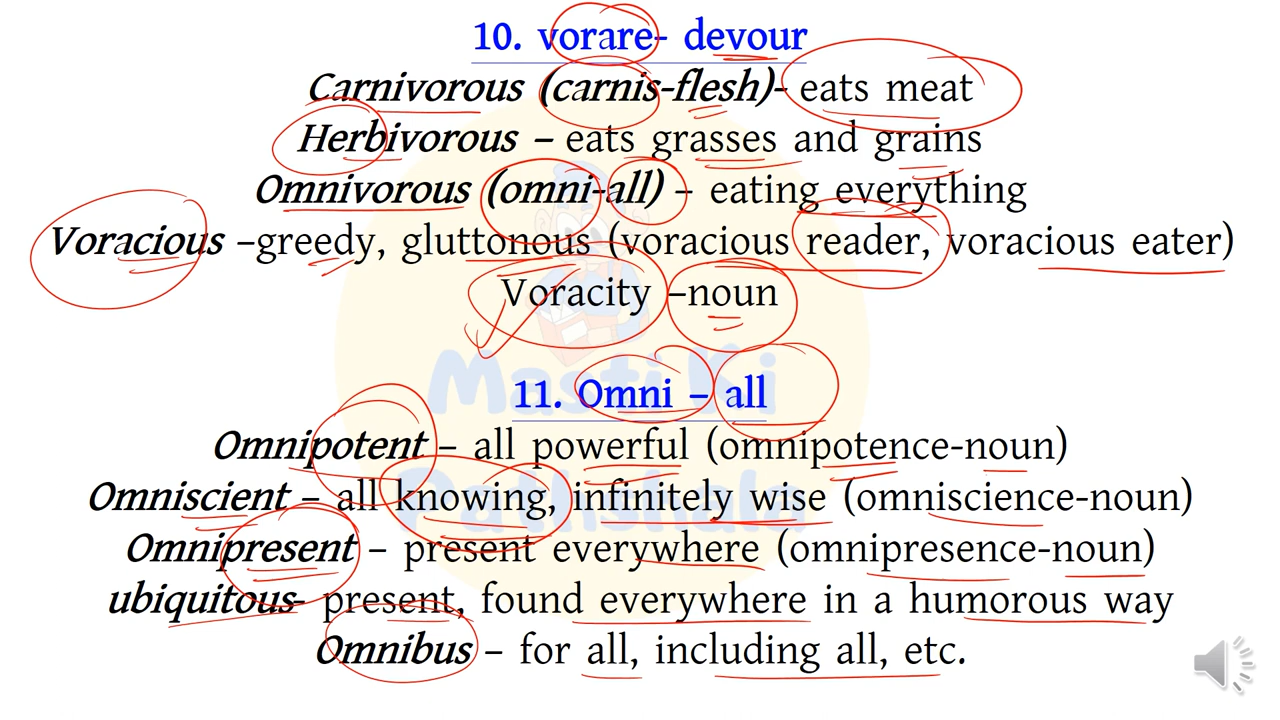 10. vorare- devour
Carnivorous (carnis-flesh)- eats meat
Herbivorous – eats grasses and grains
Omnivorous (omni-all) – eating everything
Voracious –greedy, gluttonous (voracious reader, voracious eater)
Voracity –noun
Masti Ki
11. Omni – all
Omnipotent – all powerful (omnipotence-noun)
Pathshala
Omniscient – all knowing, infinitely wise (omniscience-noun)
Omnipresent – present everywhere (omnipresence-noun)
ubiquitous- present, found everywhere in a humorous way
Omnibus – for all, including all, etc.